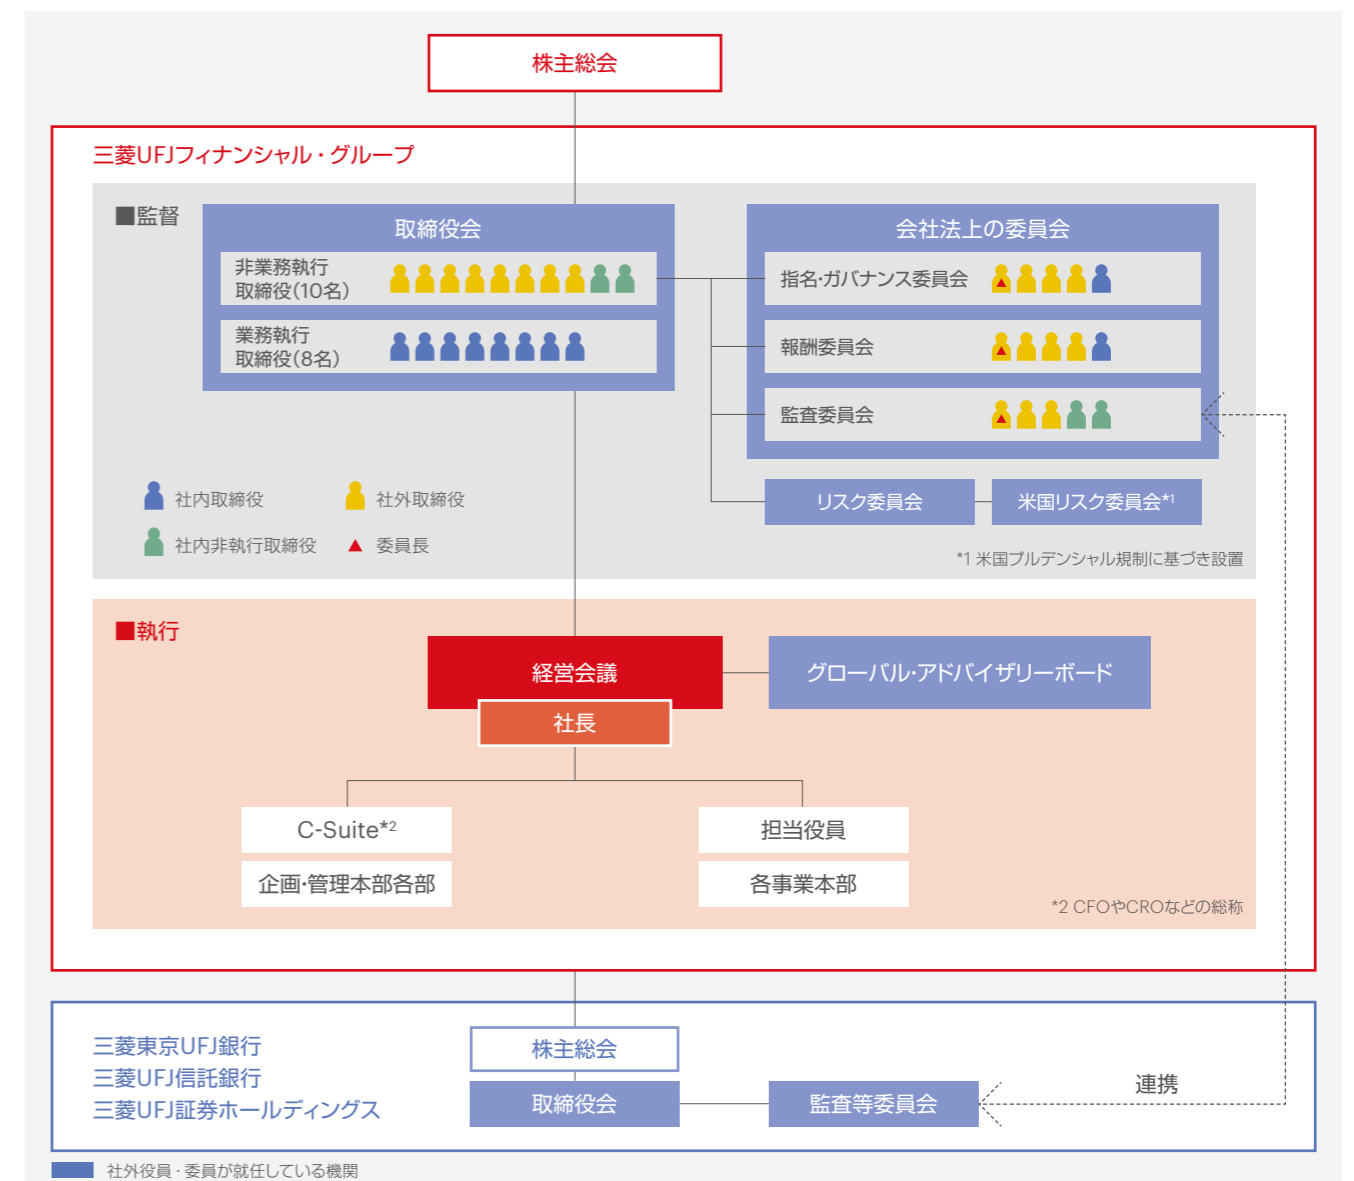 株主総会
三菱UFJフィナンシャル・グループ
■監督
取締役会
非業務執行
取締役(10名)
業務執行
取締役(8名)
会社法上の委員会
指名・ガバナンス委員会
報酬委員会
監査委員会
リスク委員会
米国リスク委員会*1
社内取締役
社外取締役
社内非執行取締役
委員長
*1 米国プルデンシャル規制に基づき設置
■執行
経営会議
グローバル・アドバイザリーボード
社長
C-Suite*2
担当役員
企画・管理本部各部
各事業本部
*2 CFOやCROなどの総称
三菱東京UFJ銀行
三菱UFJ信託銀行
三菱UFJ証券ホールディングス
株主総会
取締役会
監査等委員会
連携
社外役員・委員が就任している機関